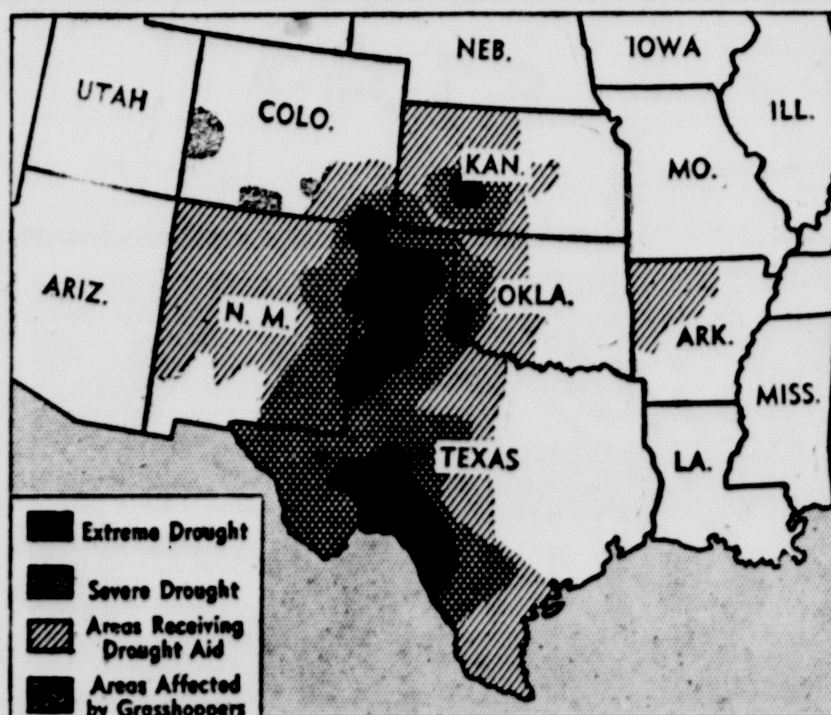 NEB.
IOWA
UTAH
COLO.
ILL.
KAN.
MO.
ARIZ.
N. M.
OKLA.
ARK.
MISS.
TEXAS
LA.
Extreme Drought
Severe Drought
Areas Receiving
Drought Aid
Areas Affected
by Grasshoppers